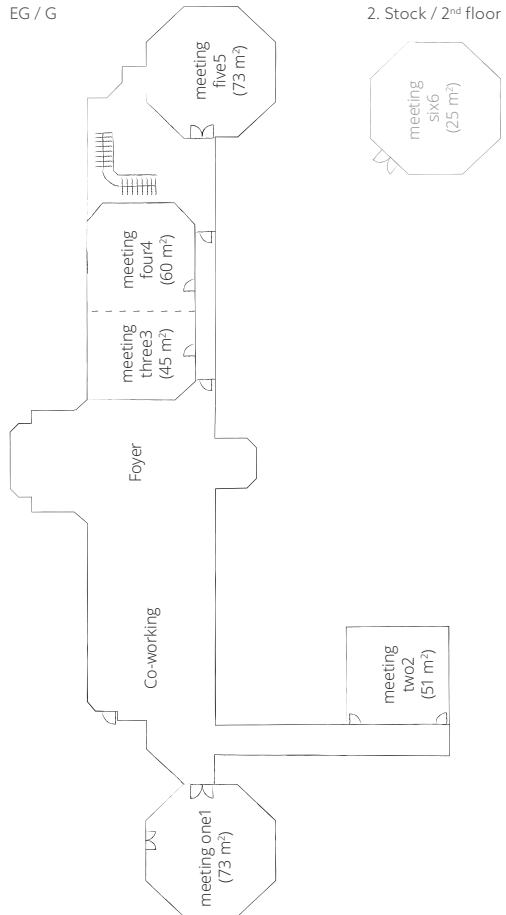 EG / G
2. Stock / 2nd floor
meeting
five5
(73 m²)
meeting
six6
(25 m²)
meeting
four4
(60 m²)
meeting
three3
(45 m²)
Foyer
Co-working
meeting
two2
(51 m²)
meeting one1
(73 m²)